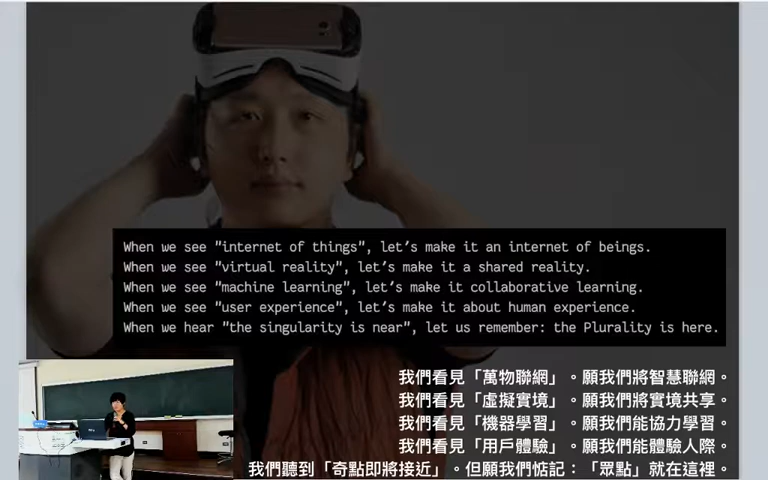 When we see "internet of things", let's make it an internet of beings.
When we see "virtual reality", let's make it a shared reality.
When we see "machine learning", let's make it collaborative learning.
When we see "user experience", let's make it about human experience.
When we hear "the singularity is near", let us remember: the Plurality is here.
我們看見「萬物聯網」。願我們將智慧聯網。
我們看見「虛擬實境」。願我們將實境共享。
我們看見「機器學習」。願我們能協力學習。
我們看見「用戶體驗」。願我們能體驗人際。
我們聽到「奇點即將接近」。但願我們惦記：「眾點」就在這裡。